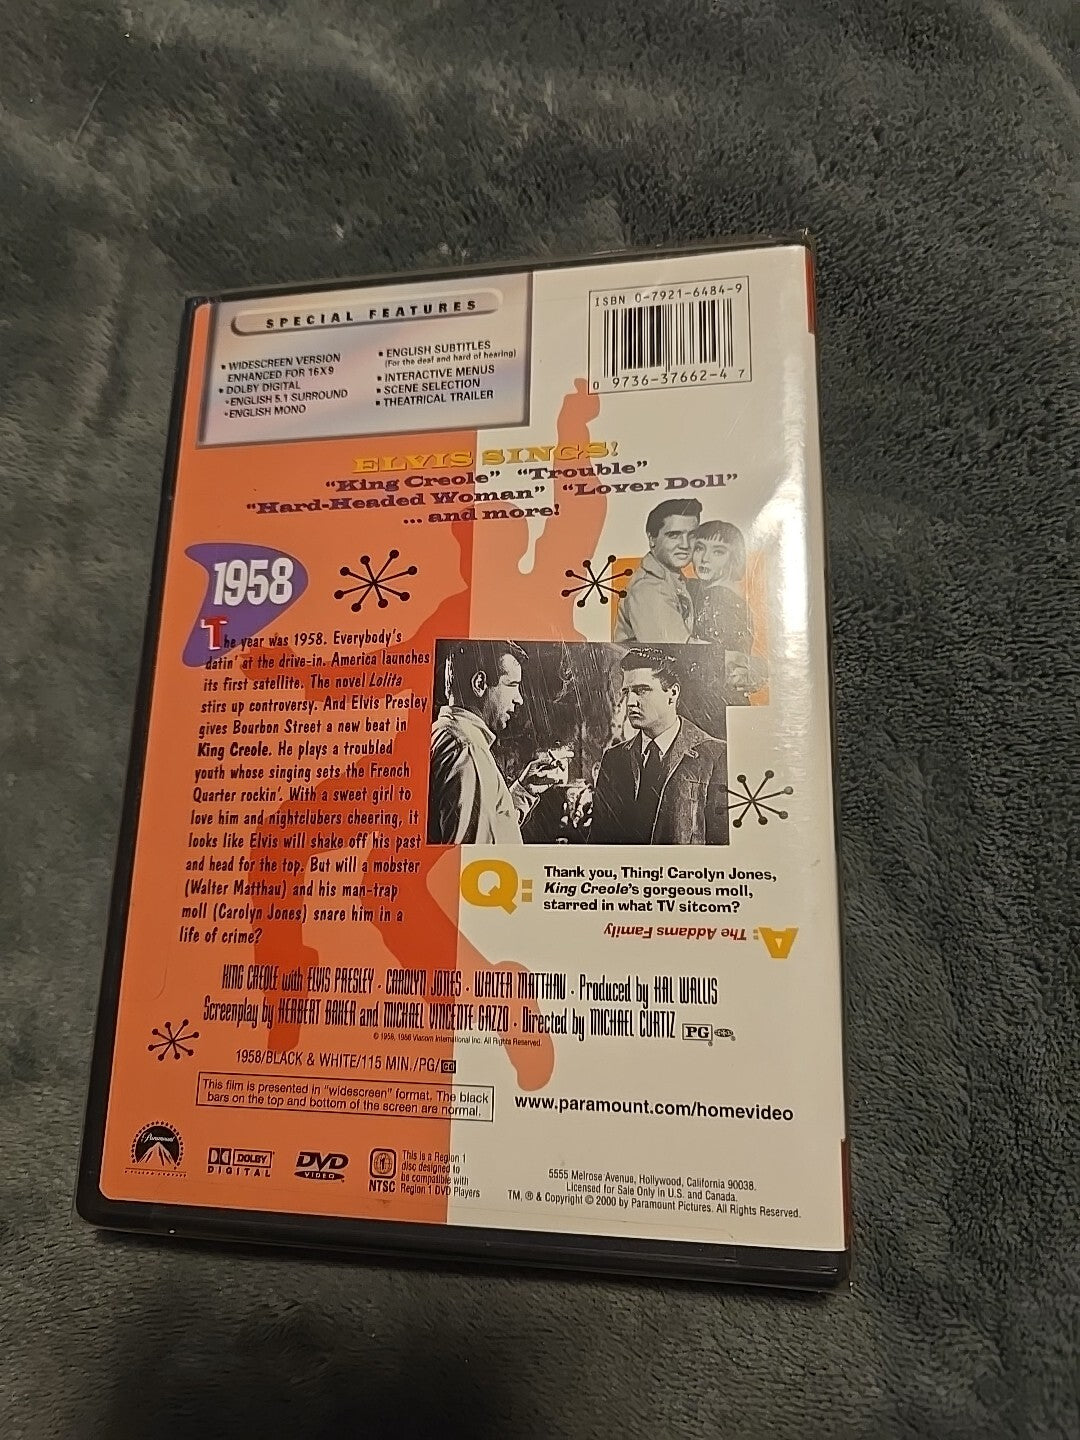 SPECIAL FEATURES
• WIDESCREEN VERSION
ENHANCED FOR 16X9
• DOLBY DIGITAL
•ENGLISH 5.1 SURROUND
•ENGLISH MONO
• ENGLISH SUBTITLES
(For the deaf and hard of hearing)
• INTERACTIVE MENUS
• SCENE SELECTION
• THEATRICAL TRAILER
ISBN 0-7921-6484-9
0 9736-37662-4 7
ELVIS SINGS!
"King Creole" "Trouble"
"Hard-Headed Woman" "Lover Doll"
... and more!
1958
The year was 1958. Everybody's
datin' at the drive-in. America launches
its first satellite. The novel Lolita
stirs up controversy. And Elvis Presley
gives Bourbon Street a new beat in
King Creole. He plays a troubled
youth whose singing sets the French
Quarter rockin'. With a sweet girl to
love him and nightclubers cheering, it
looks like Elvis will shake off his past
and head for the top. But will a mobster
(Walter Matthau) and his man-trap
moll (Carolyn Jones) snare him in a
life of crime?
Q: Thank you, Thing! Carolyn Jones,
King Creole's gorgeous moll,
starred in what TV sitcom?
A: The Addams Family
KING CREOLE with ELVIS PRESLEY • CAROLYN JONES • WALTER MATTHAU • Produced by HAL WALLIS
Screenplay by HERBERT BAKER and MICHAEL VINCENTE GAZZO • Directed by MICHAEL CURTIZ PG
© 1958, 1986 Viacom International Inc. All Rights Reserved.
1958/BLACK & WHITE/115 MIN./PG/CC
This film is presented in "widescreen" format. The black
bars on the top and bottom of the screen are normal.
www.paramount.com/homevideo
Paramount
DOLBY
DIGITAL
DVD
VIDEO
NTSC
This is a Region 1
disc designed to
be compatible with
Region 1 DVD Players
5555 Melrose Avenue, Hollywood, California 90038.
Licensed for Sale Only in U.S. and Canada.
TM, ® & Copyright © 2000 by Paramount Pictures. All Rights Reserved.